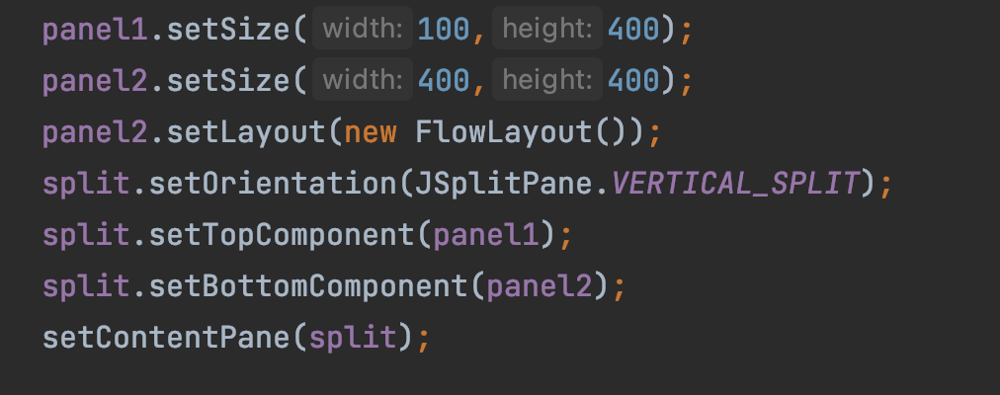 panel1.setSize( width: 100, height: 400);
panel2.setSize( width: 400, height: 400);
panel2.setLayout(new FlowLayout());
split.setOrientation(JSplitPane.VERTICAL_SPLIT);
split.setTopComponent(panel1);
split.setBottomComponent(panel2);
setContentPane(split);